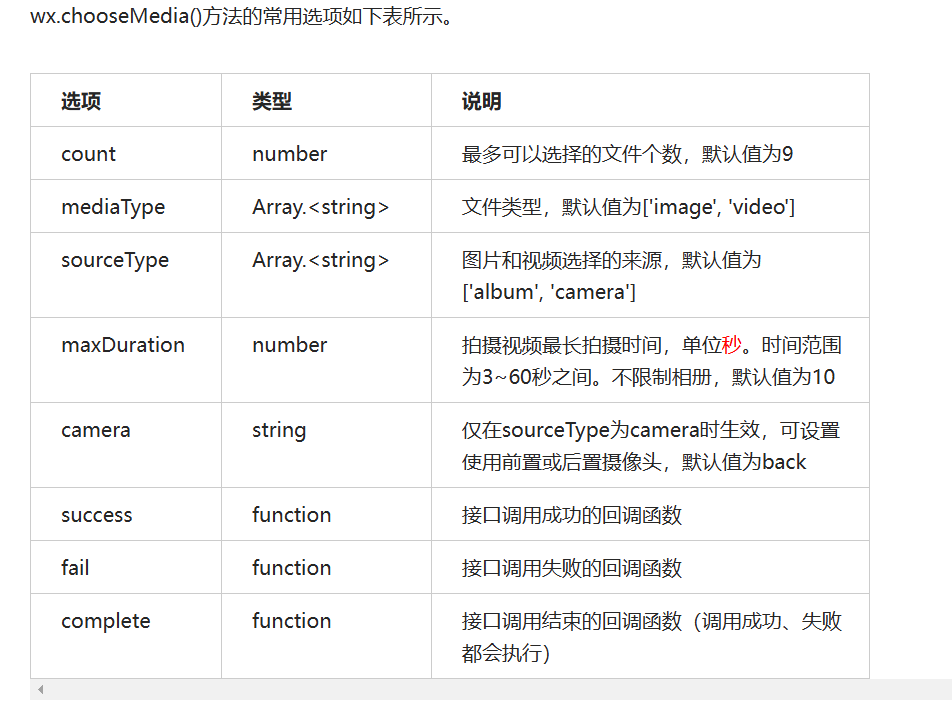 wx.chooseMedia()方法的常用选项如下表所示。
选项 类型 说明
count number 最多可以选择的文件个数，默认值为9
mediaType Array.<string> 文件类型，默认值为['image', 'video']
sourceType Array.<string> 图片和视频选择的来源，默认值为
['album', 'camera']
maxDuration number 拍摄视频最长拍摄时间，单位秒。时间范围
为3~60秒之间。不限制相册，默认值为10
camera string 仅在sourceType为camera时生效，可设置
使用前置或后置摄像头，默认值为back
success function 接口调用成功的回调函数
fail function 接口调用失败的回调函数
complete function 接口调用结束的回调函数（调用成功、失败
都会执行）